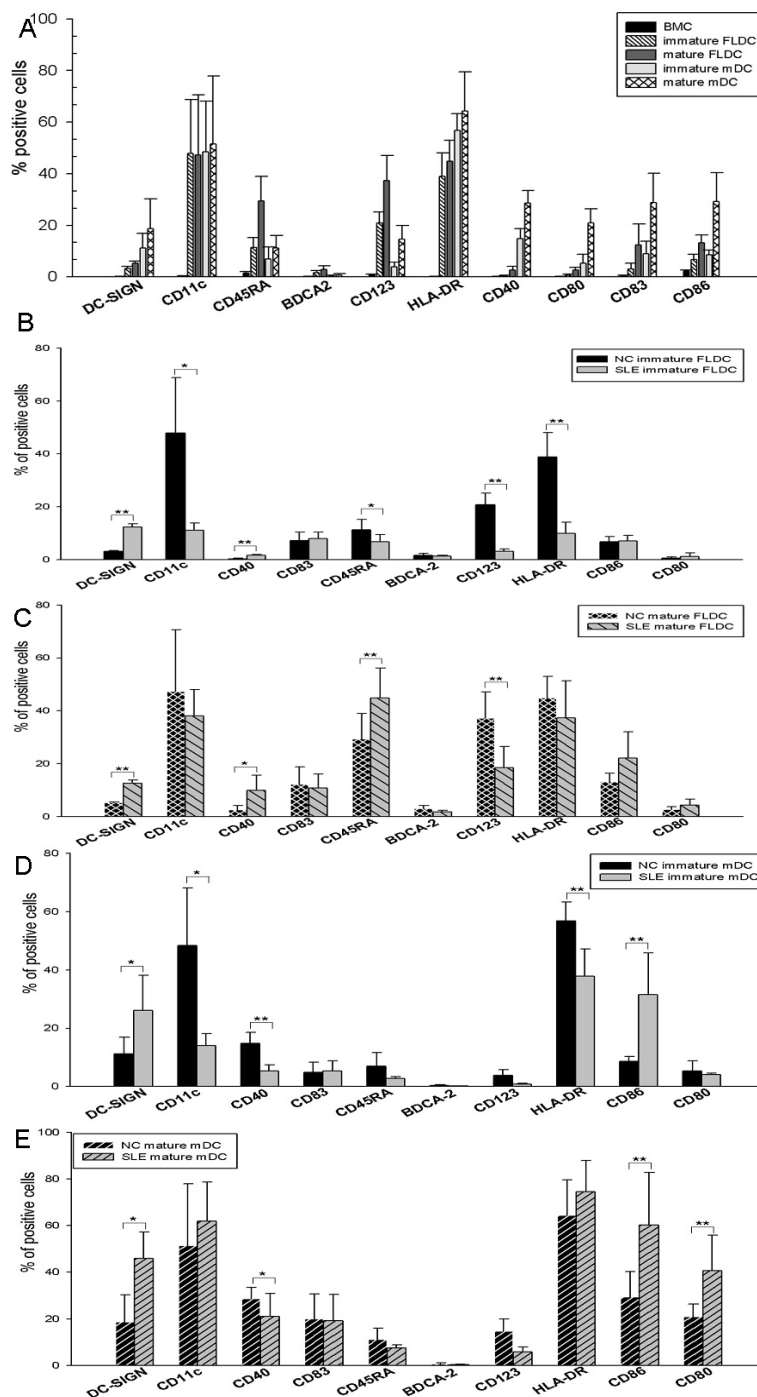 A
100
80
60
40
20
0
% positive cells
BMC
immature FLDC
mature FLDC
immature mDC
mature mDC
DC-SIGN CD11c CD45RA BDCA2 CD123 HLA-DR CD40 CD80 CD83 CD86
B
80
60
40
20
0
% of positive cells
NC immature FLDC
SLE immature FLDC
** * ** * ** **
DC-SIGN CD11c CD40 CD83 CD45RA BDCA-2 CD123 HLA-DR CD86 CD80
C
80
60
40
20
0
% of positive cells
NC mature FLDC
SLE mature FLDC
** * ** **
DC-SIGN CD11c CD40 CD83 CD45RA BDCA-2 CD123 HLA-DR CD86 CD80
D
80
60
40
20
0
% of positive cells
NC immature mDC
SLE immature mDC
* * ** ** **
DC-SIGN CD11c CD40 CD83 CD45RA BDCA-2 CD123 HLA-DR CD86 CD80
E
100
80
60
40
20
0
% of positive cells
NC mature mDC
SLE mature mDC
* * ** **
DC-SIGN CD11c CD40 CD83 CD45RA BDCA-2 CD123 HLA-DR CD86 CD80